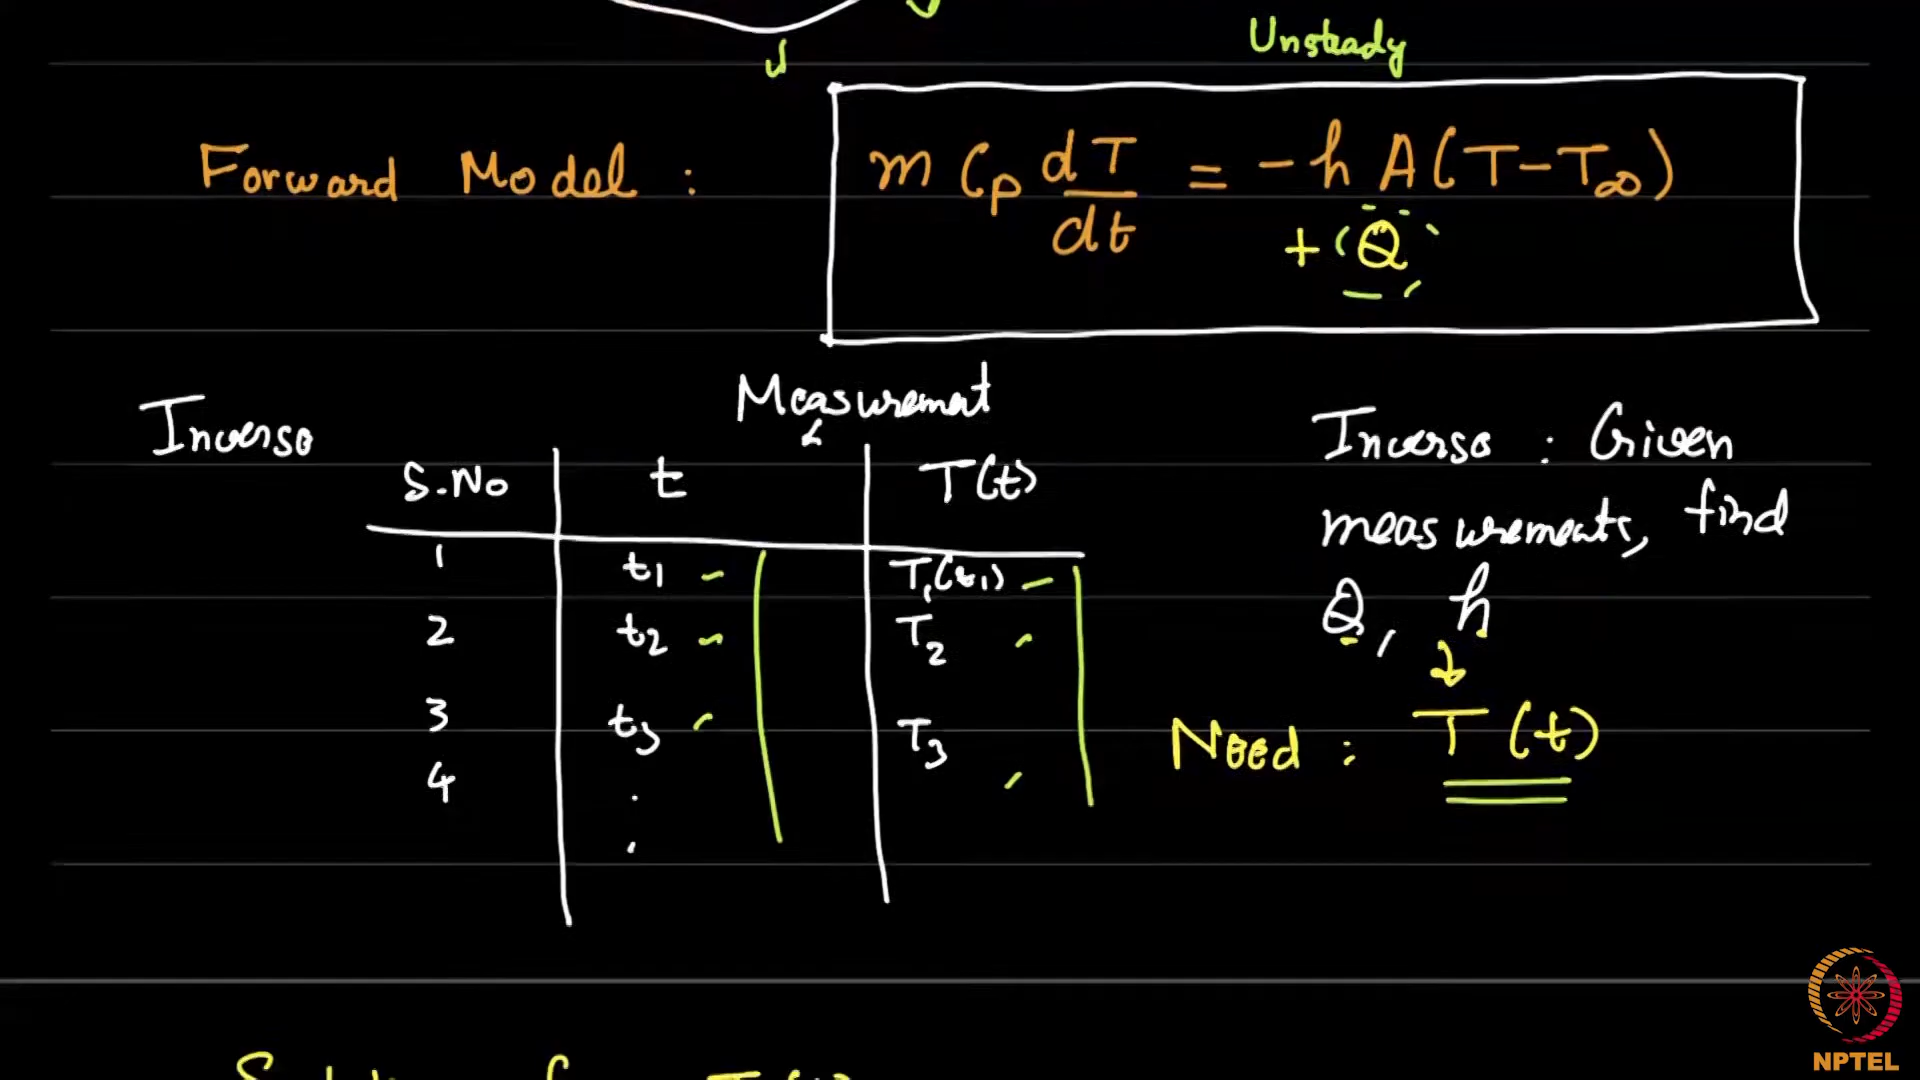 Unsteady
Forward Model : m Cp dT/dt = -h A(T-T∞)
+ Q
Measurement
Inverse
S.No t T(t)
1 t1 T1(t1)
2 t2 T2
3 t3 T3
4 .
.
Inverse : Given
measurements, find
Q, h
Need : T(t)
NPTEL